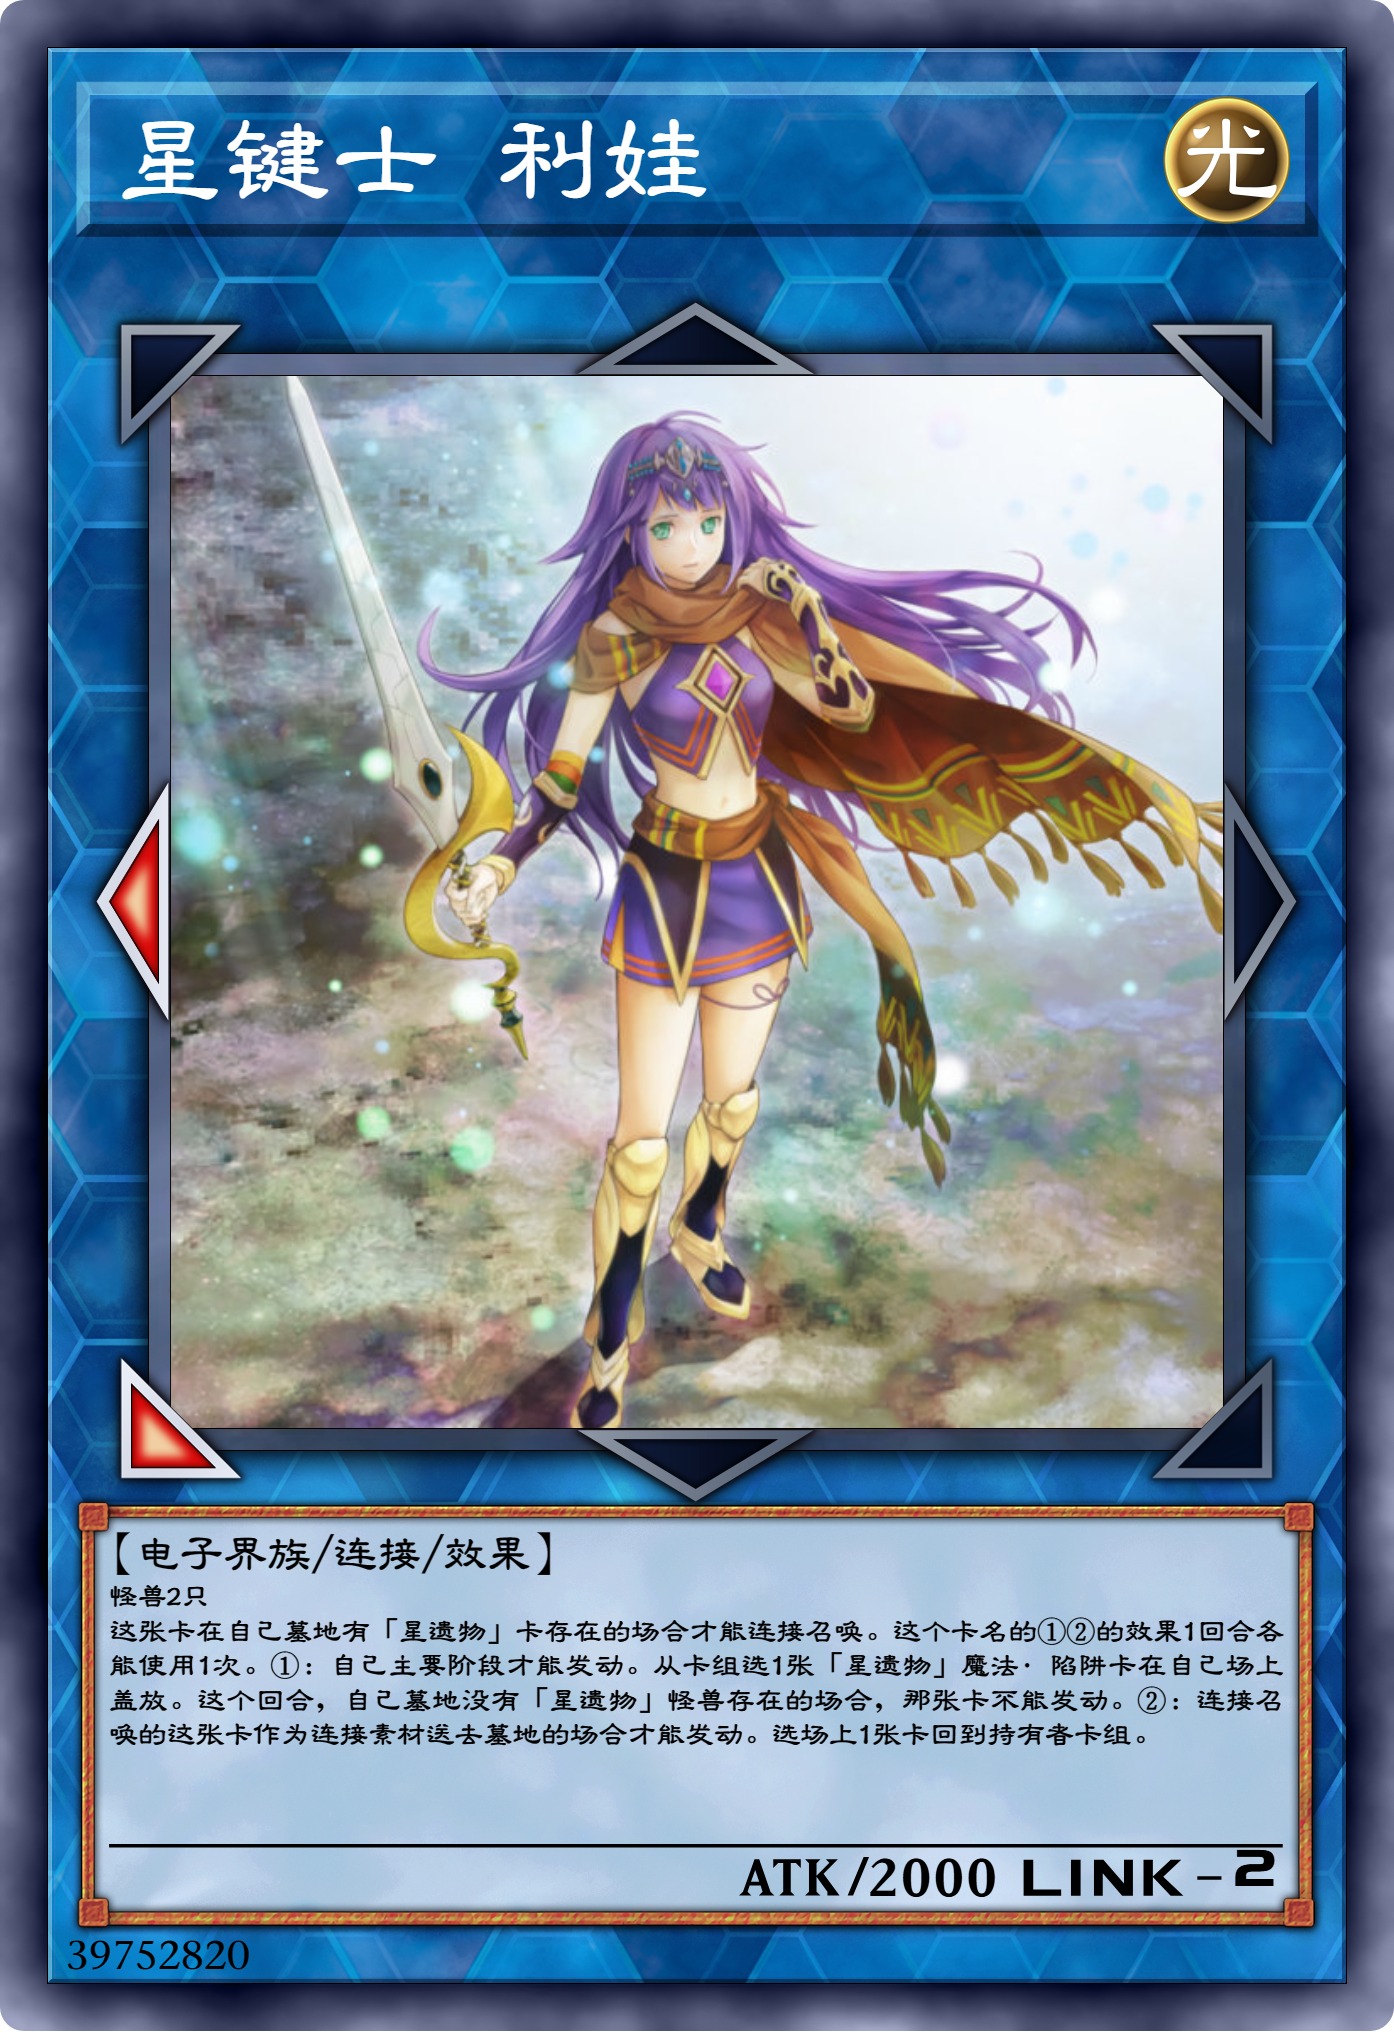 星键士 利娃
光
【电子界族/连接/效果】
怪兽2只
这张卡在自己墓地有「星遗物」卡存在的场合才能连接召唤。这个卡名的①②的效果1回合各
能使用1次。①：自己主要阶段才能发动。从卡组选1张「星遗物」魔法·陷阱卡在自己场上
盖放。这个回合，自己墓地没有「星遗物」怪兽存在的场合，那张卡不能发动。②：连接召
唤的这张卡作为连接素材送去墓地的场合才能发动。选场上1张卡回到持有者卡组。
ATK/2000 LINK-2
39752820